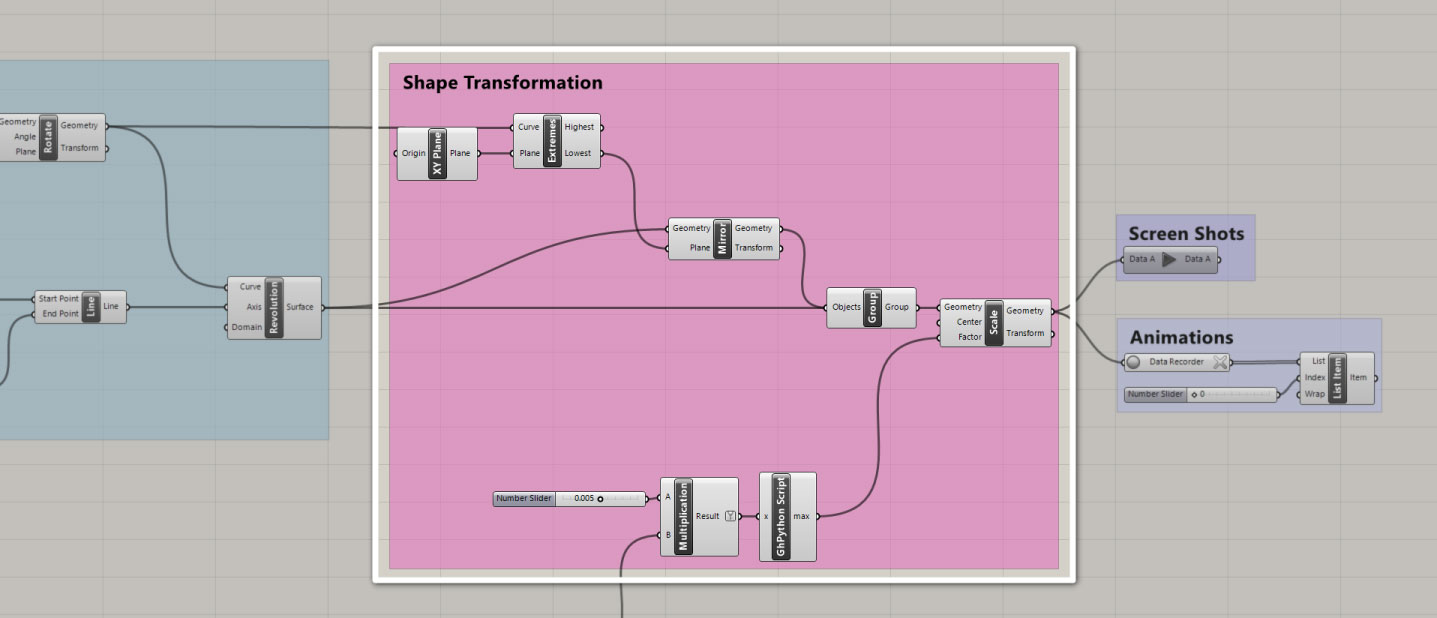 Shape Transformation
Geometry
Angle
Plane
Rotate
Geometry
Transform
Origin
XY Plane
Plane
Curve
Plane
Extremes
Highest
Lowest
Geometry
Plane
Mirror
Geometry
Transform
Start Point
End Point
Line
Line
Curve
Axis
Domain
Revolution
Surface
Objects
Group
Group
Geometry
Center
Factor
Scale
Geometry
Transform
Number Slider 0.005
A
B
Multiplication
Result
x
GhPython Script
max
Screen Shots
Data A Data A
Animations
Data Recorder
Number Slider 0
List
Index
Wrap
List Item
Item